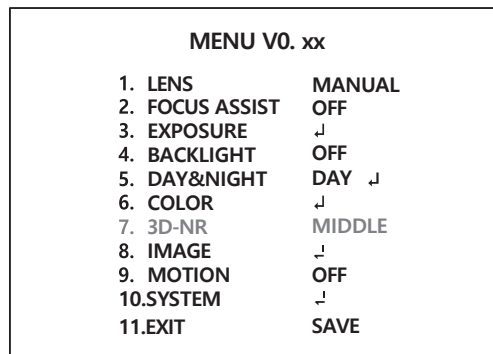 MENU V0. xx
1. LENS MANUAL
2. FOCUS ASSIST OFF
3. EXPOSURE ↵
4. BACKLIGHT OFF
5. DAY&NIGHT DAY ↵
6. COLOR ↵
7. 3D-NR MIDDLE
8. IMAGE ↵
9. MOTION OFF
10.SYSTEM ↵
11.EXIT SAVE